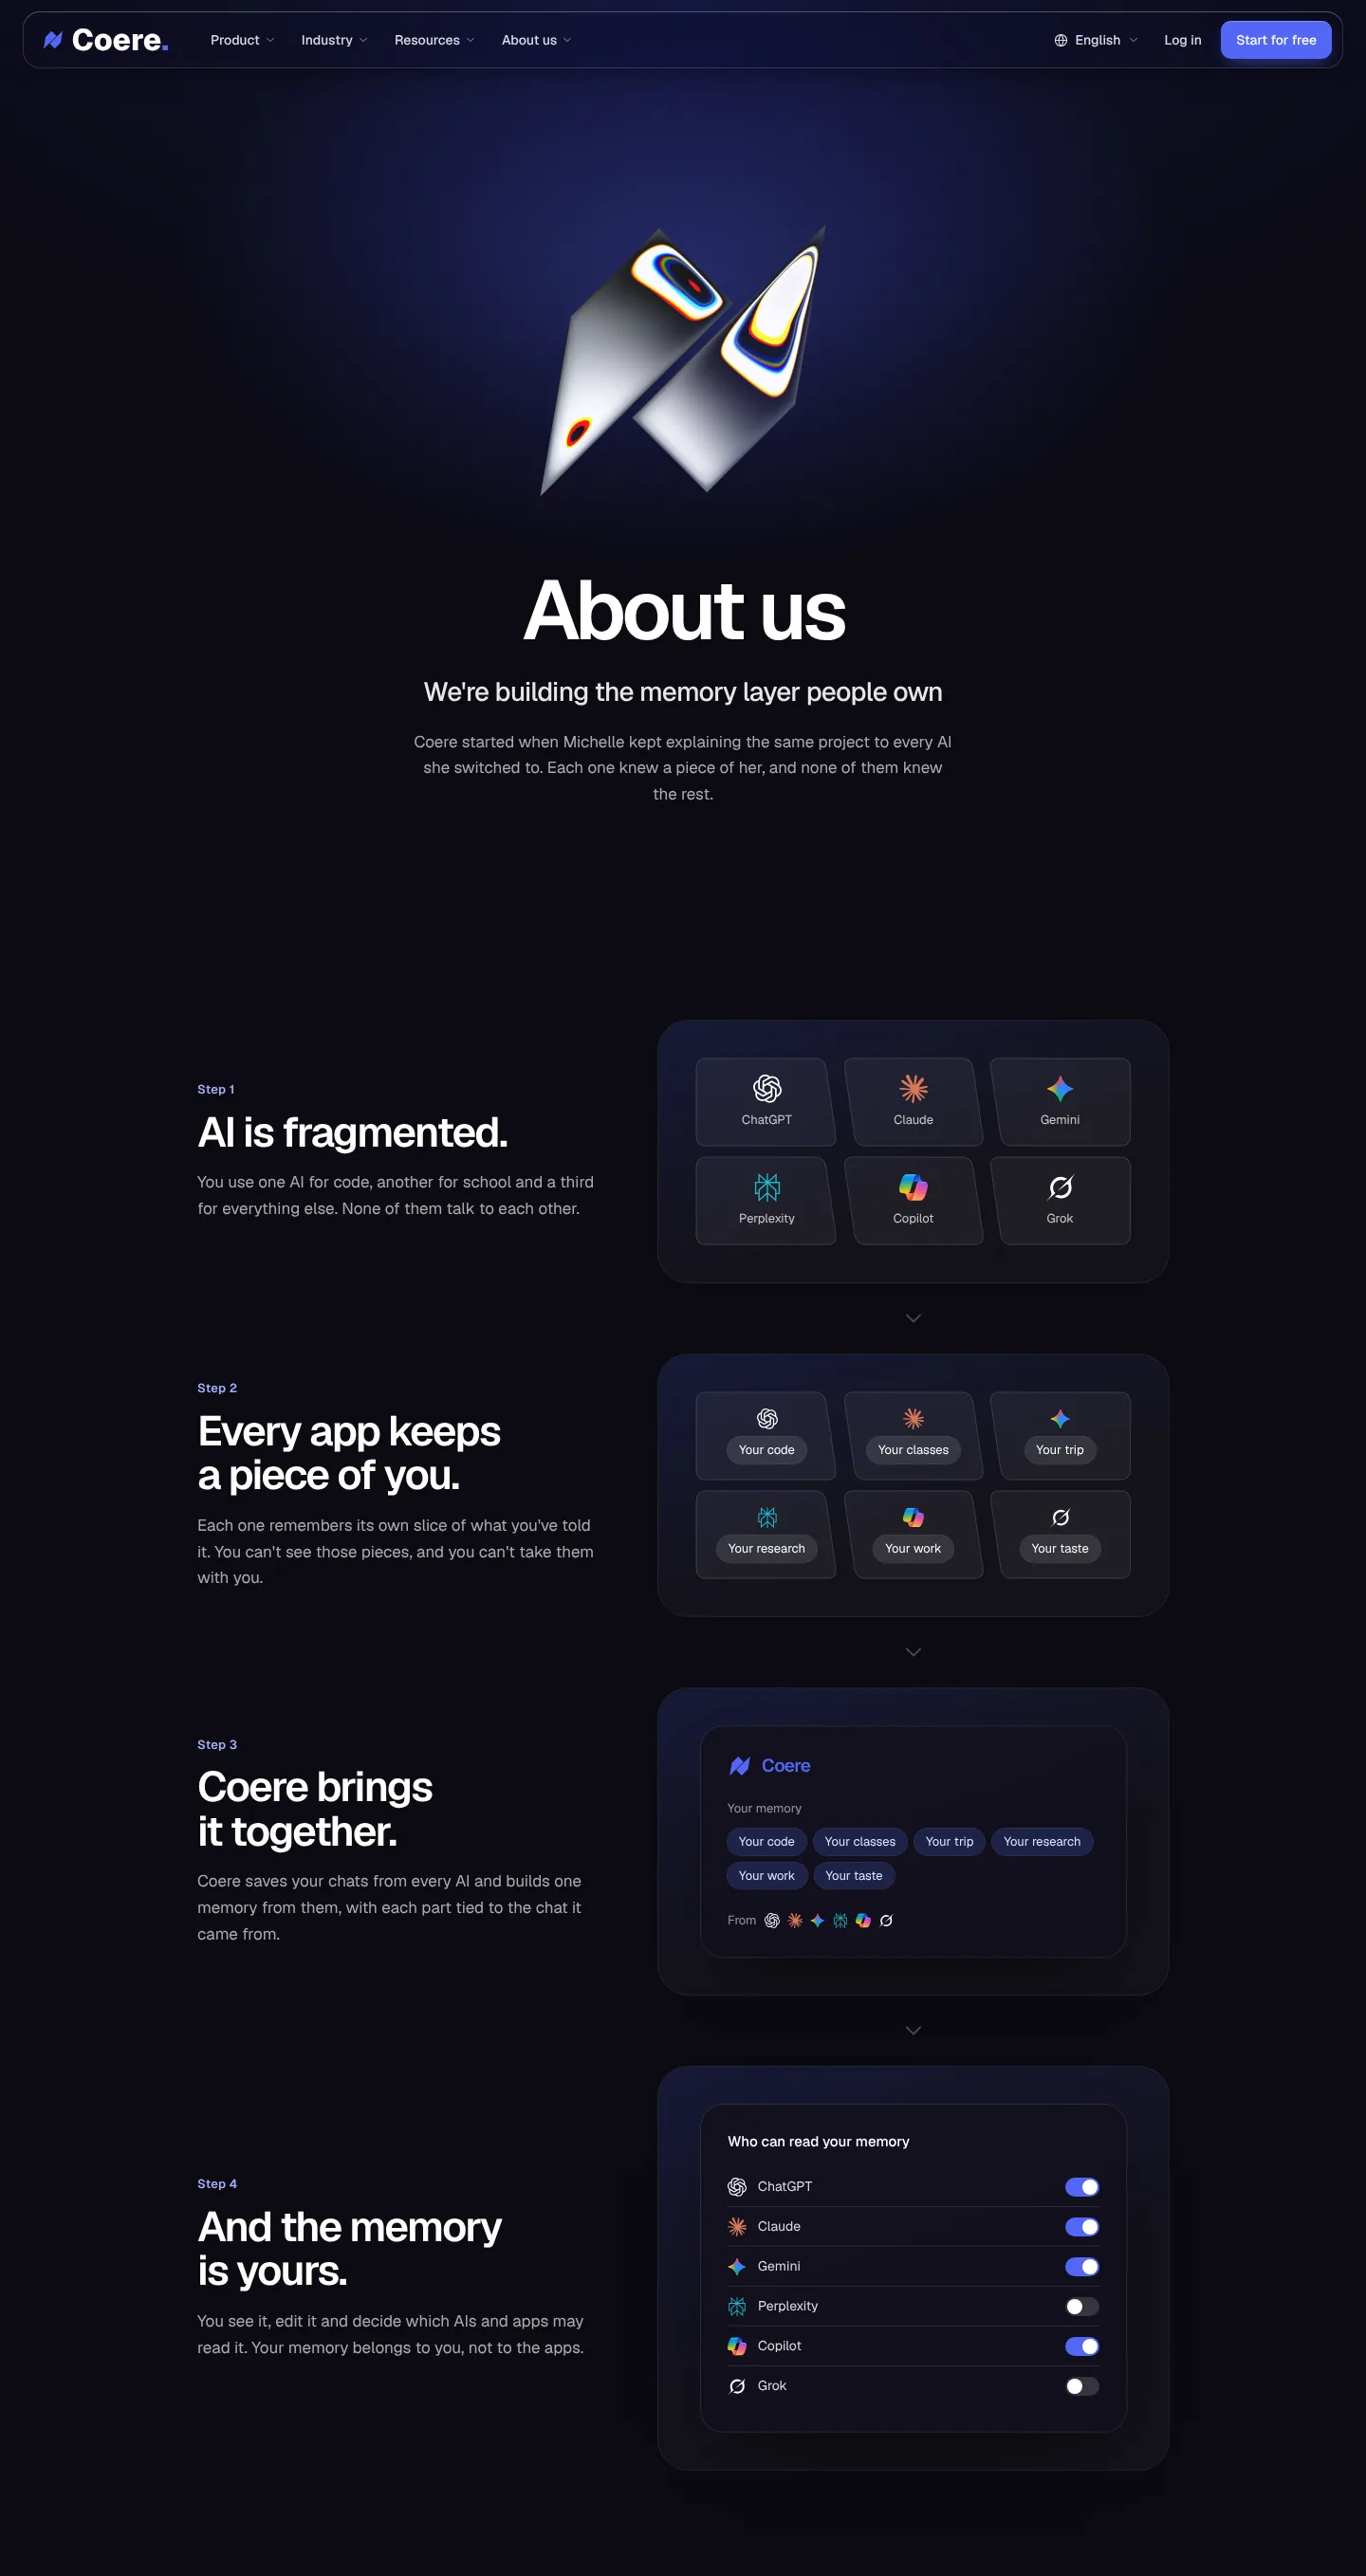 Coere.
Product
Industry
Resources
About us
English
Log in
Start for free
About us
We're building the memory layer people own
Coere started when Michelle kept explaining the same project to every AI
she switched to. Each one knew a piece of her, and none of them knew
the rest.
Step 1
AI is fragmented.
You use one AI for code, another for school and a third
for everything else. None of them talk to each other.
ChatGPT
Claude
Gemini
Perplexity
Copilot
Grok
Step 2
Every app keeps
a piece of you.
Each one remembers its own slice of what you've told
it. You can't see those pieces, and you can't take them
with you.
Your code
Your classes
Your trip
Your research
Your work
Your taste
Step 3
Coere brings
it together.
Coere saves your chats from every AI and builds one
memory from them, with each part tied to the chat it
came from.
Coere
Your memory
Your code
Your classes
Your trip
Your research
Your work
Your taste
From
Step 4
And the memory
is yours.
You see it, edit it and decide which AIs and apps may
read it. Your memory belongs to you, not to the apps.
Who can read your memory
ChatGPT
Claude
Gemini
Perplexity
Copilot
Grok